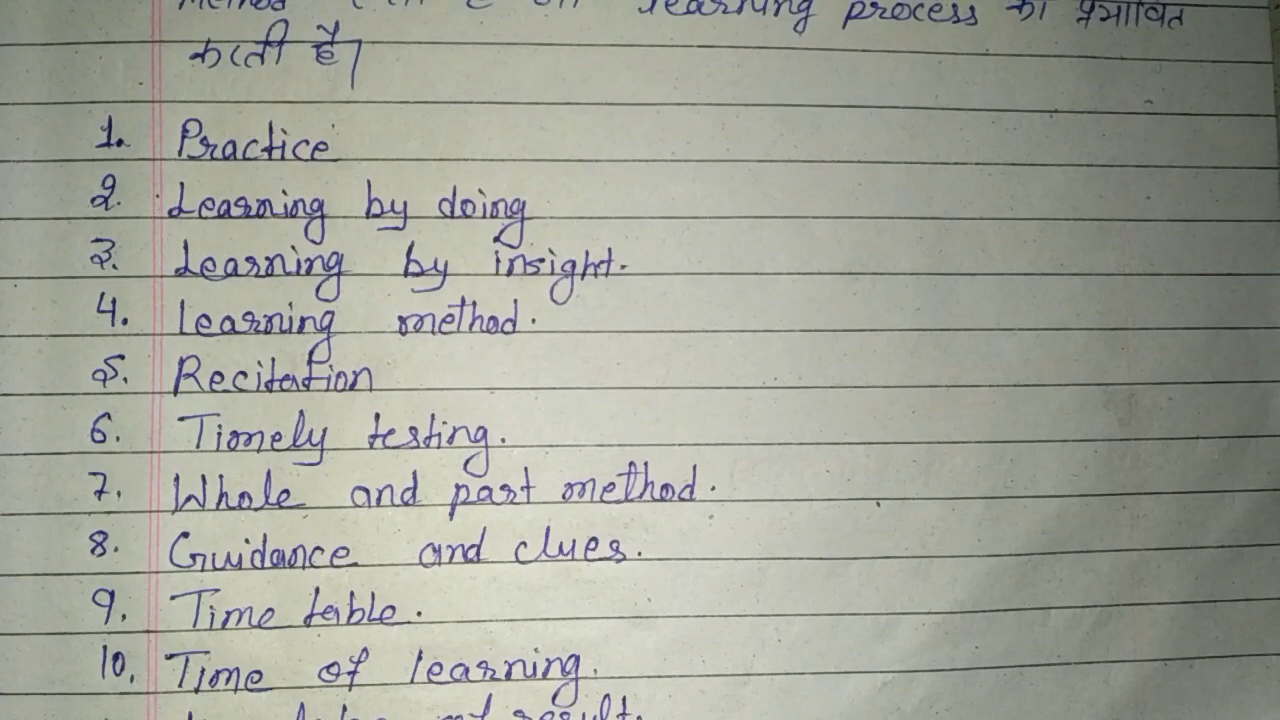 learning process का प्रभावित
करती है।
1. Practice
2. Learning by doing
3. Learning by insight.
4. learning method.
5. Recitation
6. Timely testing.
7. Whole and part method.
8. Guidance and clues.
9. Time table.
10. Time of learning.
of result.